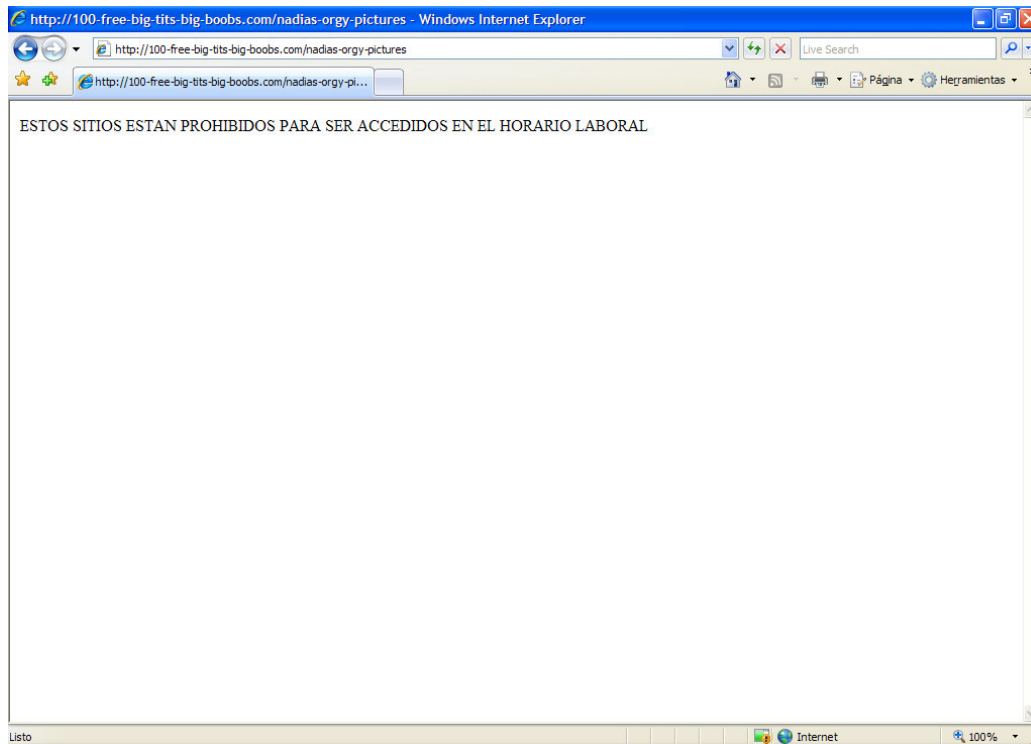 http://100-free-big-tits-big-boobs.com/nadias-orgy-pictures - Windows Internet Explorer
http://100-free-big-tits-big-boobs.com/nadias-orgy-pictures Live Search
http://100-free-big-tits-big-boobs.com/nadias-orgy-pi... Página Herramientas
ESTOS SITIOS ESTAN PROHIBIDOS PARA SER ACCEDIDOS EN EL HORARIO LABORAL
Listo Internet 100%